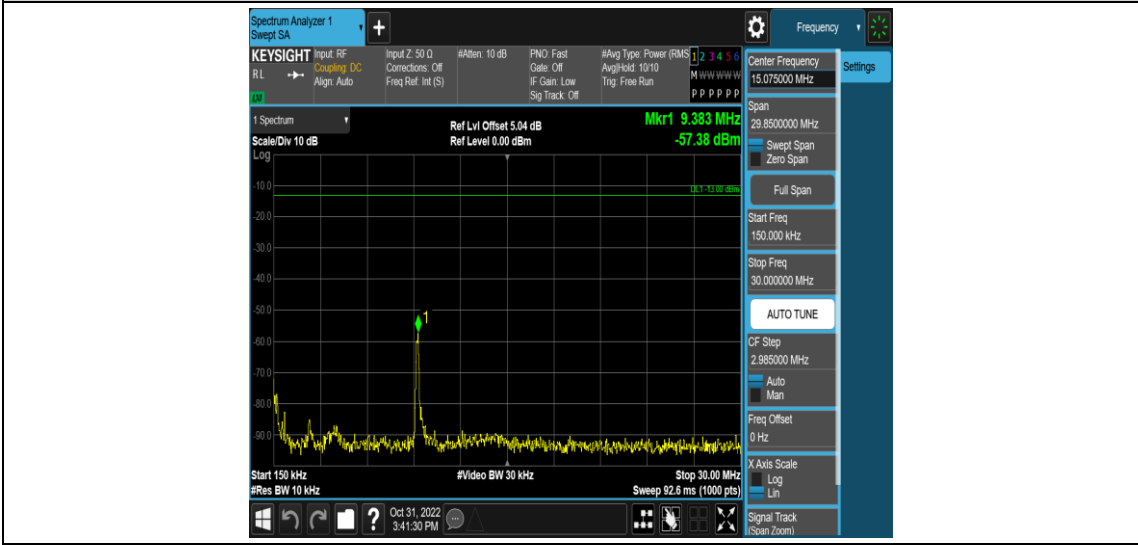 Spectrum Analyzer 1
Swept SA
+
Frequency
KEYSIGHT
R L
LM
Input: RF
Coupling: DC
Align: Auto
Input Z: 50 Ω
Corrections: Off
Freq Ref: Int (S)
#Atten: 10 dB
PNO: Fast
Gate: Off
IF Gain: Low
Sig Track: Off
#Avg Type: Power (RMS
Avg|Hold: 10/10
Trig: Free Run
1 2 3 4 5 6
M W W W W W
P P P P P P
1 Spectrum
Scale/Div 10 dB
Log
Ref Lvl Offset 5.04 dB
Ref Level 0.00 dBm
Mkr1 9.383 MHz
-57.38 dBm
DL1 -13.00 dBm
-10.0
-20.0
-30.0
-40.0
-50.0
-60.0
-70.0
-80.0
-90.0
1
Start 150 kHz
#Res BW 10 kHz
#Video BW 30 kHz
Stop 30.00 MHz
Sweep 92.6 ms (1000 pts)
?
Oct 31, 2022
3:41:30 PM
Center Frequency
15.075000 MHz
Settings
Span
29.8500000 MHz
Swept Span
Zero Span
Full Span
Start Freq
150.000 kHz
Stop Freq
30.000000 MHz
AUTO TUNE
CF Step
2.985000 MHz
Auto
Man
Freq Offset
0 Hz
X Axis Scale
Log
Lin
Signal Track
(Span Zoom)